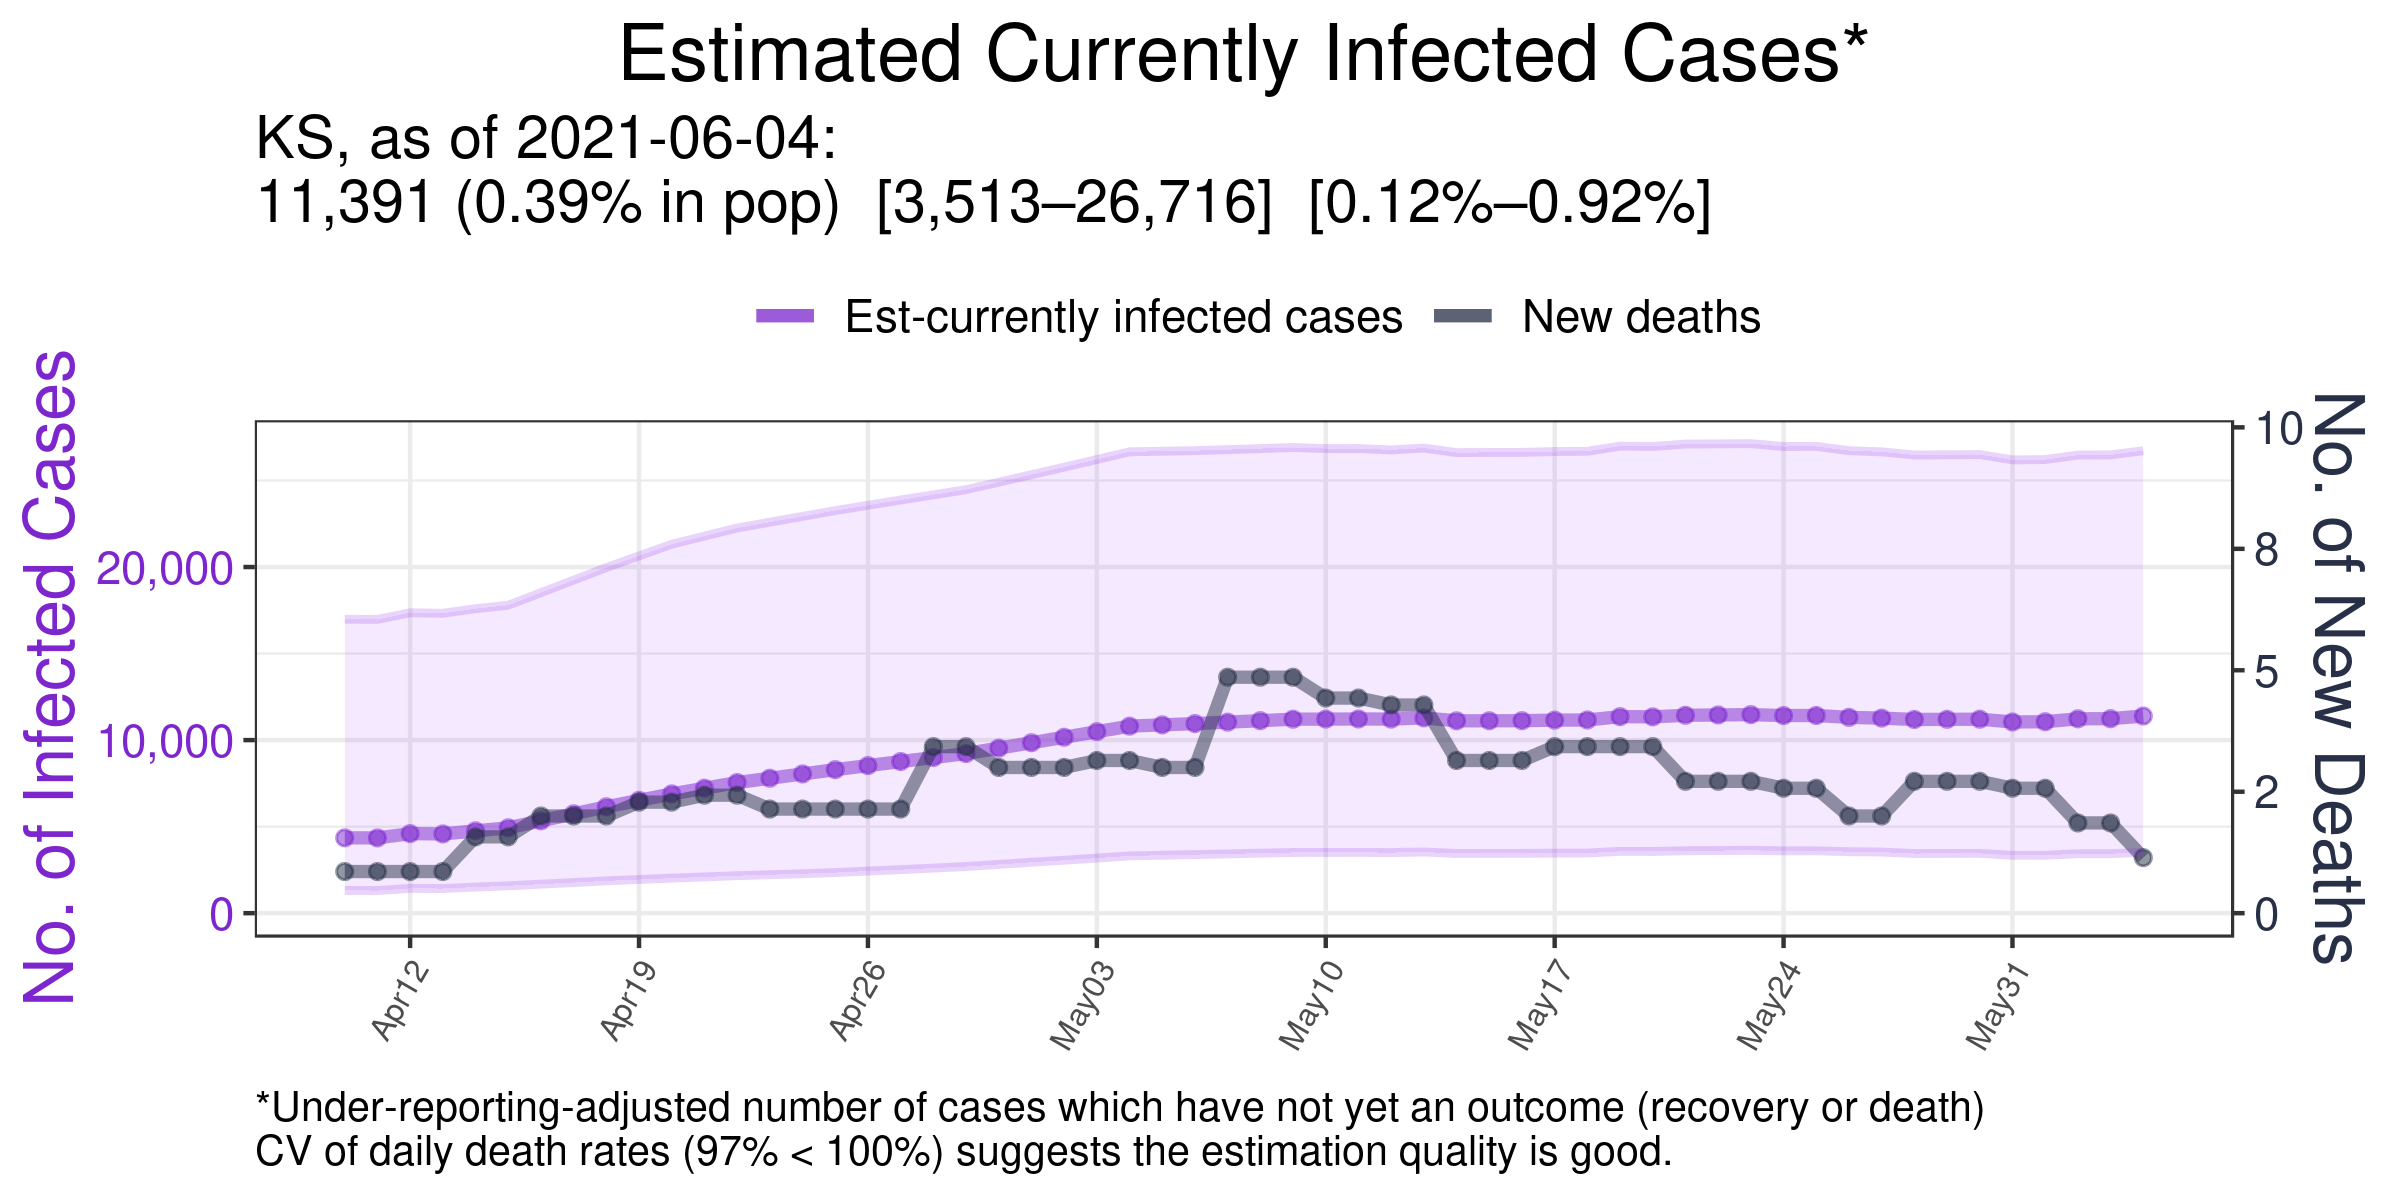 Estimated Currently Infected Cases*
KS, as of 2021-06-04:
11,391 (0.39% in pop)  [3,513–26,716]  [0.12%–0.92%]
Est-currently infected cases
New deaths
No. of Infected Cases
20,000
10,000
0
10
8
5
2
0
No. of New Deaths
Apr12
Apr19
Apr26
May03
May10
May17
May24
May31
*Under-reporting-adjusted number of cases which have not yet an outcome (recovery or death)
CV of daily death rates (97% < 100%) suggests the estimation quality is good.